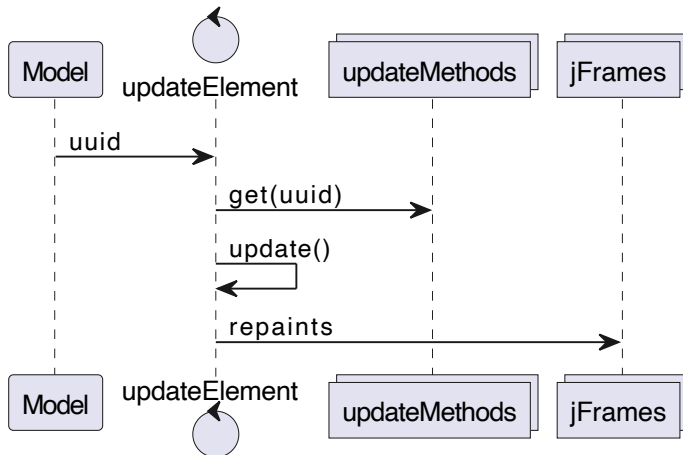 Model
updateElement
updateMethods
jFrames
uuid
get(uuid)
update()
repaints
Model
updateElement
updateMethods
jFrames